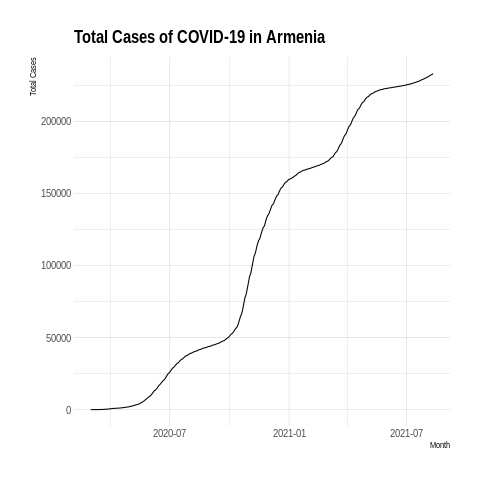 Total Cases of COVID-19 in Armenia
Total Cases
200000
150000
100000
50000
0
2020-07 2021-01 2021-07
Month